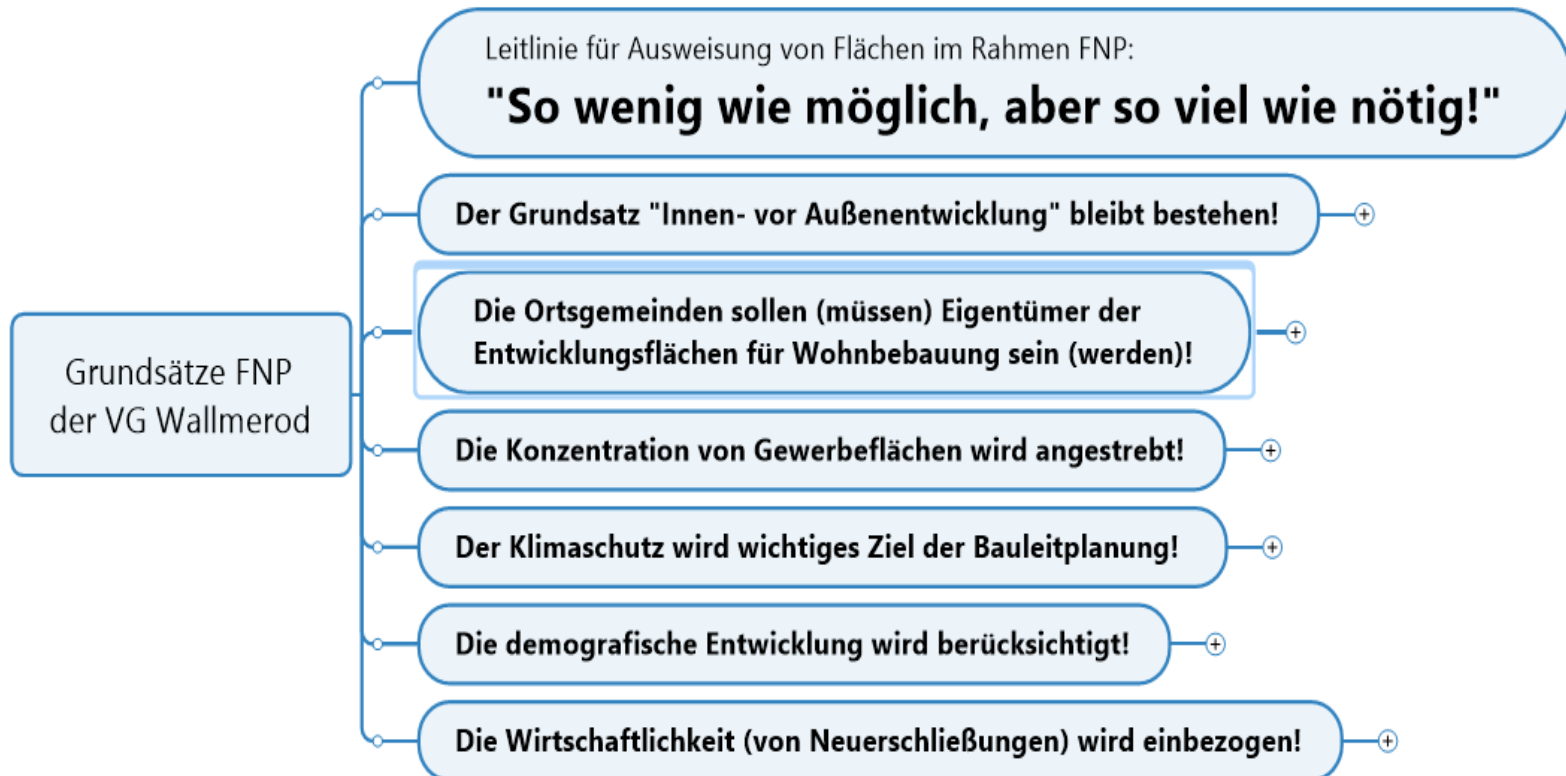 Grundsätze FNP
der VG Wallmerod
Leitlinie für Ausweisung von Flächen im Rahmen FNP:
"So wenig wie möglich, aber so viel wie nötig!"
Der Grundsatz "Innen- vor Außenentwicklung" bleibt bestehen!
Die Ortsgemeinden sollen (müssen) Eigentümer der
Entwicklungsflächen für Wohnbebauung sein (werden)!
Die Konzentration von Gewerbeflächen wird angestrebt!
Der Klimaschutz wird wichtiges Ziel der Bauleitplanung!
Die demografische Entwicklung wird berücksichtigt!
Die Wirtschaftlichkeit (von Neuerschließungen) wird einbezogen!